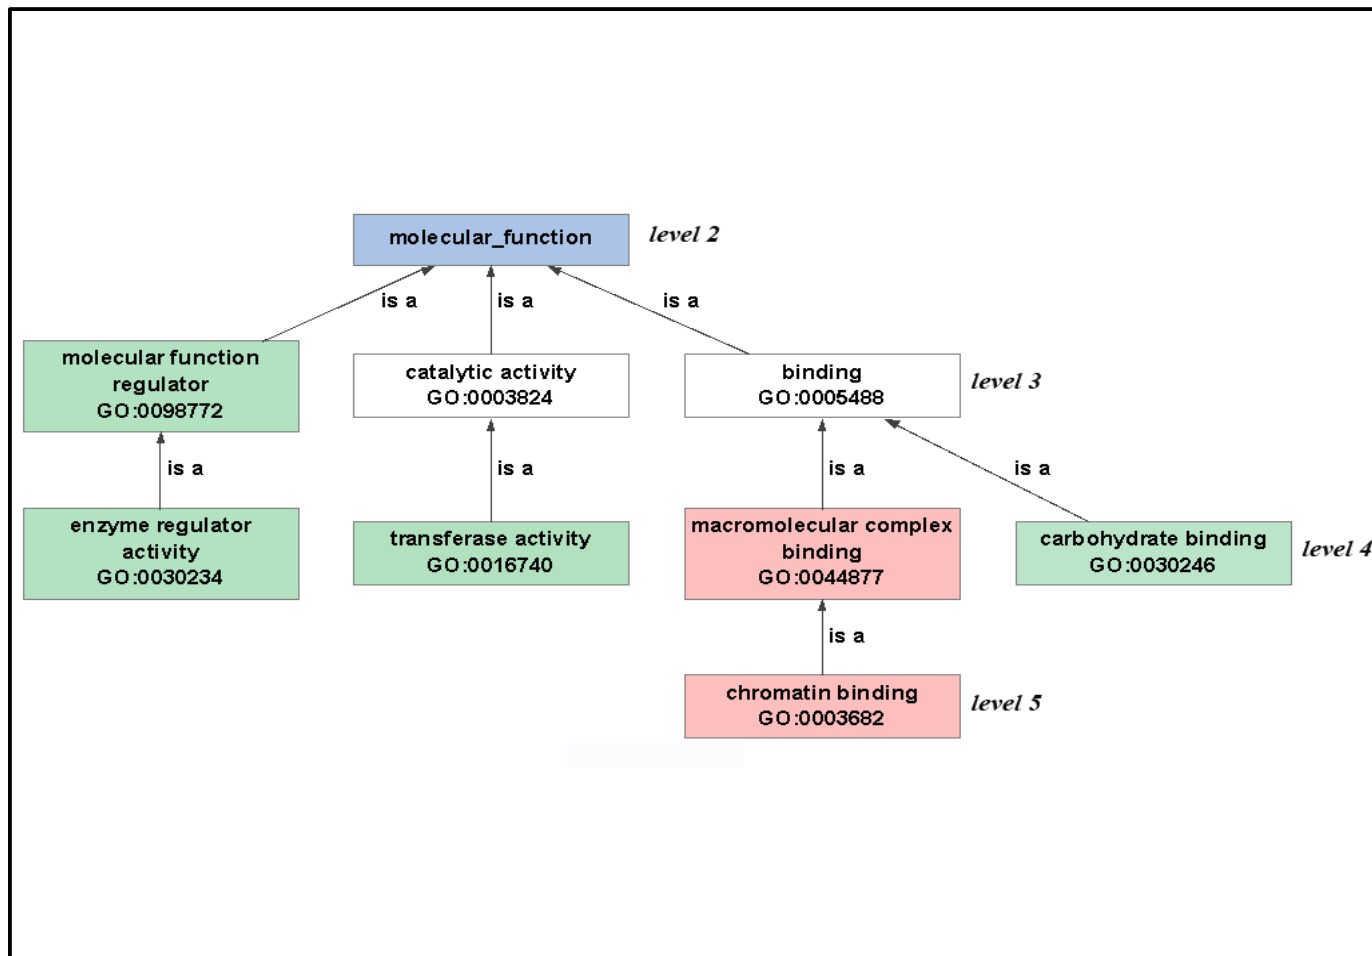 molecular_function
level 2
is a
is a
is a
molecular function
regulator
GO:0098772
catalytic activity
GO:0003824
binding
GO:0005488
level 3
is a
is a
is a
is a
enzyme regulator
activity
GO:0030234
transferase activity
GO:0016740
macromolecular complex
binding
GO:0044877
carbohydrate binding
GO:0030246
level 4
is a
chromatin binding
GO:0003682
level 5